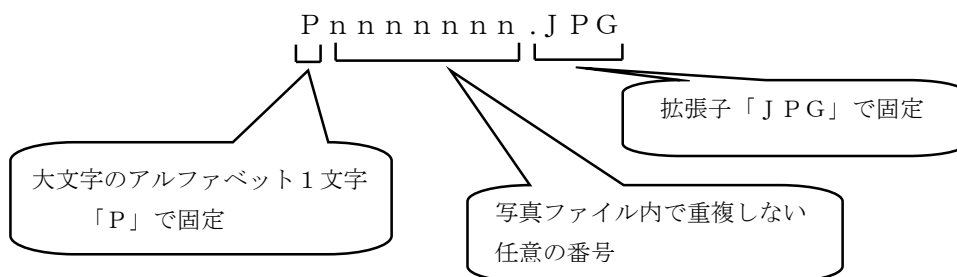 Ｐｎｎｎｎｎｎｎ.ＪＰＧ
拡張子「ＪＰＧ」で固定
大文字のアルファベット１文字
「Ｐ」で固定
写真ファイル内で重複しない
任意の番号